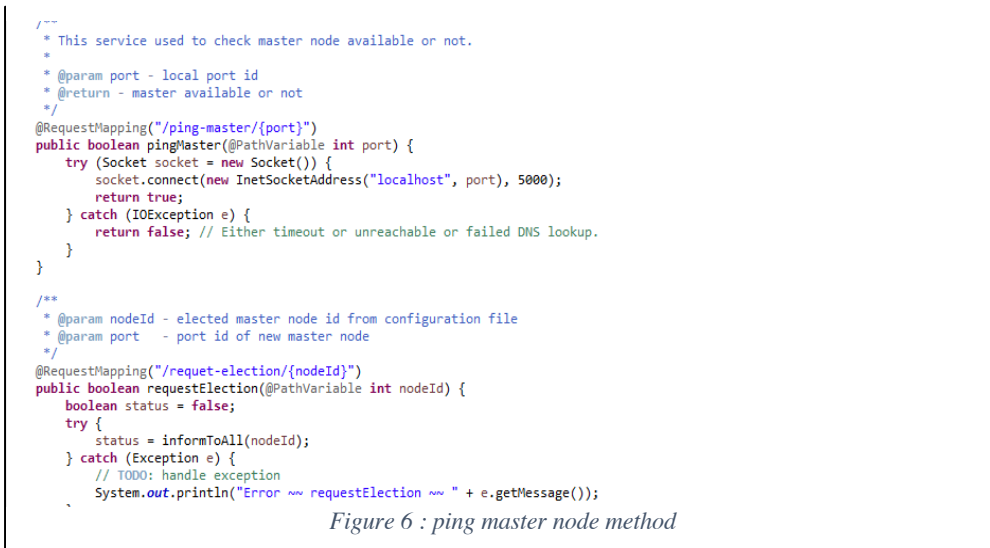 /**
 * This service used to check master node available or not.
 *
 * @param port - local port id
 * @return - master available or not
 */
@RequestMapping("/ping-master/{port}")
public boolean pingMaster(@PathVariable int port) {
    try (Socket socket = new Socket()) {
        socket.connect(new InetSocketAddress("localhost", port), 5000);
        return true;
    } catch (IOException e) {
        return false; // Either timeout or unreachable or failed DNS lookup.
    }
}
/**
 * @param nodeId - elected master node id from configuration file
 * @param port   - port id of new master node
 */
@RequestMapping("/requet-election/{nodeId}")
public boolean requestElection(@PathVariable int nodeId) {
    boolean status = false;
    try {
        status = informToAll(nodeId);
    } catch (Exception e) {
        // TODO: handle exception
        System.out.println("Error ~~ requestElection ~~ " + e.getMessage());
Figure 6 : ping master node method